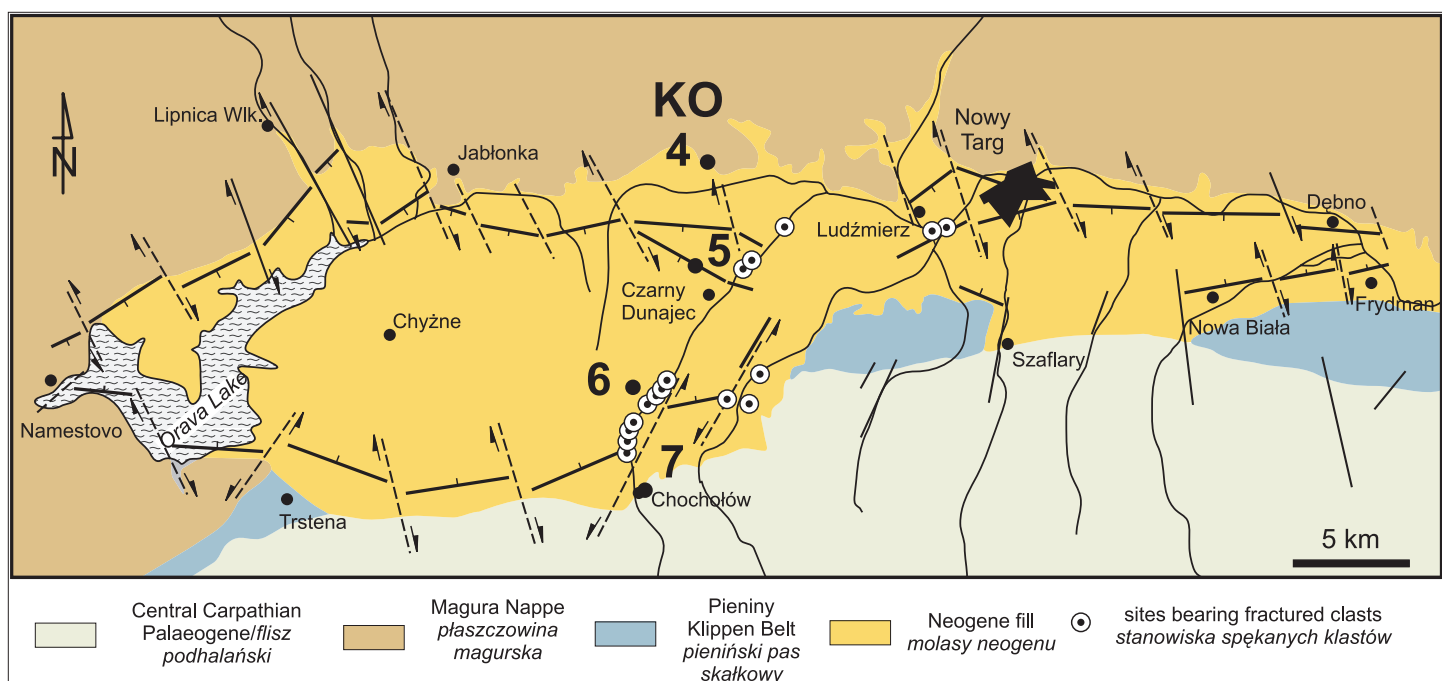 KO
4
Nowy
Targ
Lipnica Wlk.
N
Jabłonka
Dębno
Ludźmierz
5
Czarny
Dunajec
Chyżne
Nowa Biała
Frydman
Szaflary
6
Orava Lake
Namestovo
7
Chochołów
Trstena
5 km
Central Carpathian
Palaeogene/flisz
podhalański
Magura Nappe
płaszczowina
magurska
Pieniny
Klippen Belt
pieniński pas
skałkowy
Neogene fill
molasy neogenu
sites bearing fractured clasts
stanowiska spękanych klastów